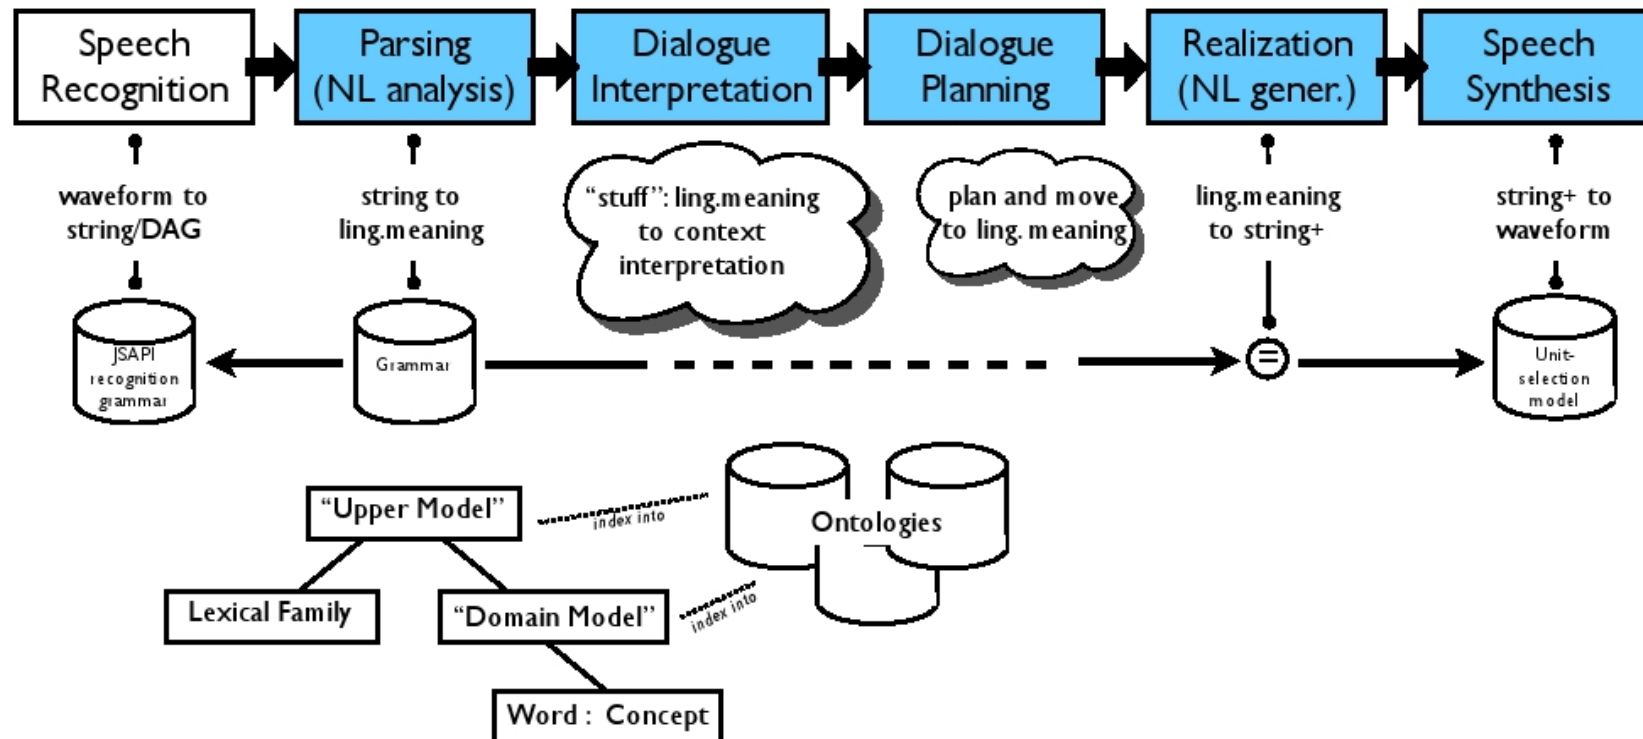 Speech
Recognition
Parsing
(NL analysis)
Dialogue
Interpretation
Dialogue
Planning
Realization
(NL gener.)
Speech
Synthesis
waveform to
string/DAG
string to
ling.meaning
“stuff”: ling.meaning
to context
interpretation
plan and move
to ling. meaning
ling.meaning
to string+
string+ to
waveform
JSAPI
recognition
grammar
Grammar
=
Unit-
selection
model
“Upper Model”
index into
Ontologies
Lexical Family
“Domain Model”
index into
Word : Concept